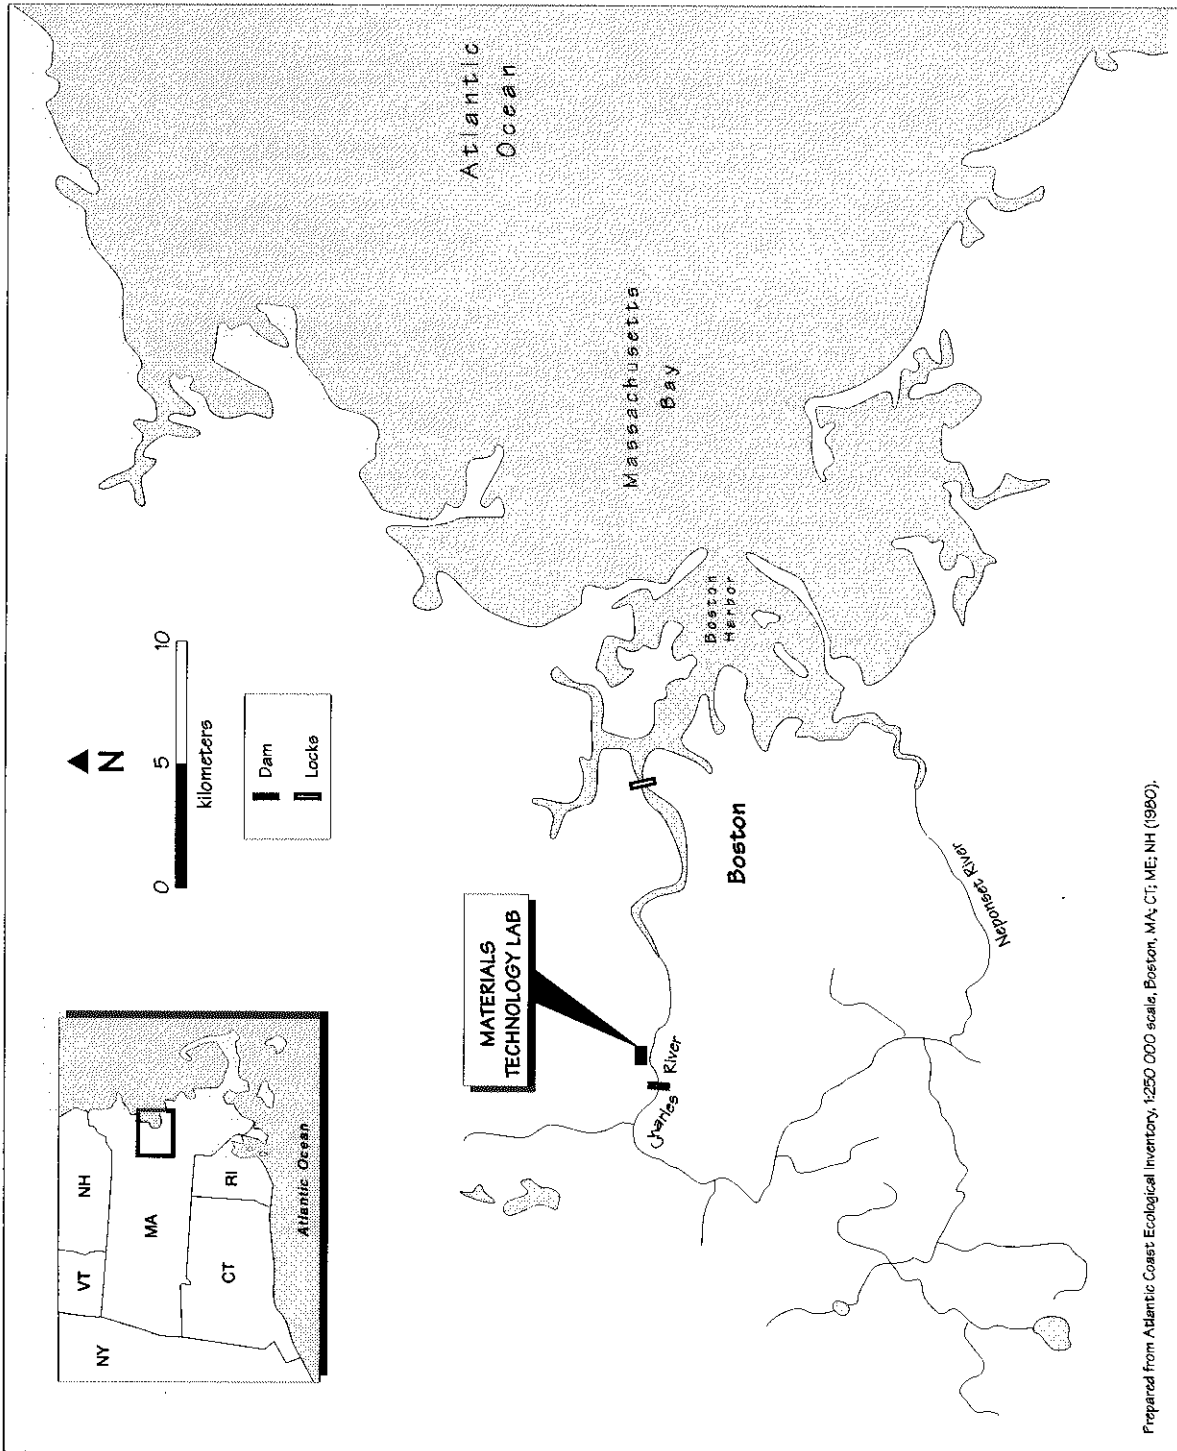 NY
VT
NH
MA
CT
RI
Atlantic Ocean
N
0 5 10
kilometers
Dam
Locks
MATERIALS
TECHNOLOGY LAB
Charles River
Boston
Neponset River
Boston
Harbor
Massachusetts
Bay
Atlantic
Ocean
Prepared from Atlantic Coast Ecological Inventory, 1:250 000 scale, Boston, MA; CT; ME; NH (1980).